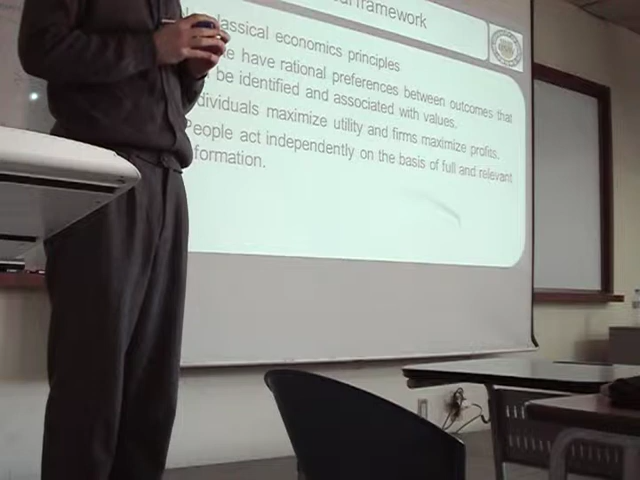 framework
classical economics principles
have rational preferences between outcomes that
be identified and associated with values.
dividuals maximize utility and firms maximize profits.
People act independently on the basis of full and relevant
formation.